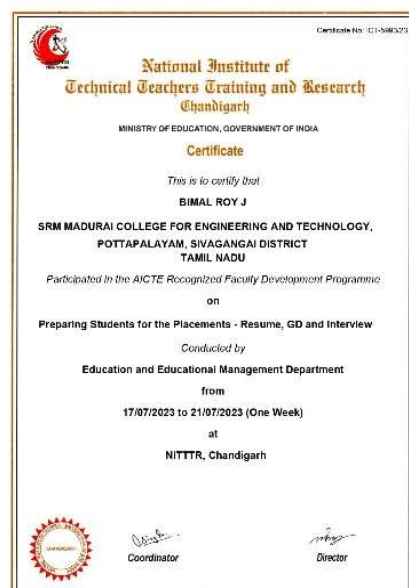 Certificate No: ICT-5993/23
National Institute of
Technical Teachers Training and Research
Chandigarh
MINISTRY OF EDUCATION, GOVERNMENT OF INDIA
Certificate
This is to certify that
BIMAL ROY J
SRM MADURAI COLLEGE FOR ENGINEERING AND TECHNOLOGY,
POTTAPALAYAM, SIVAGANGAI DISTRICT
TAMIL NADU
Participated in the AICTE Recognized Faculty Development Programme
on
Preparing Students for the Placements - Resume, GD and Interview
Conducted by
Education and Educational Management Department
from
17/07/2023 to 21/07/2023 (One Week)
at
NITTTR, Chandigarh
CHANDIGARH
Coordinator
Director